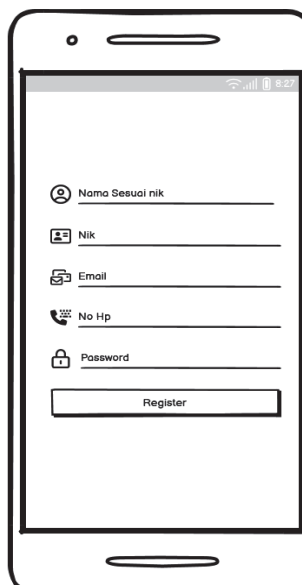 8:27
Nama Sesuai nik
Nik
Email
No Hp
Password
Register